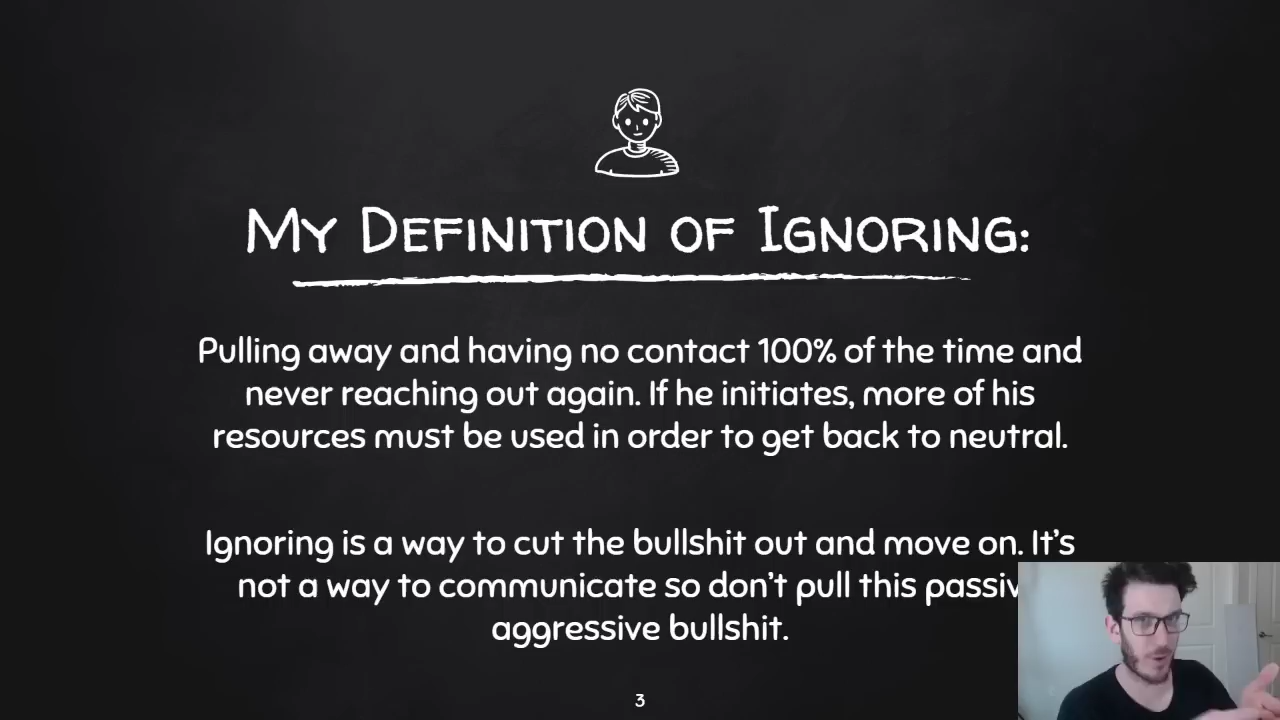 My Definition of Ignoring:
Pulling away and having no contact 100% of the time and
never reaching out again. If he initiates, more of his
resources must be used in order to get back to neutral.
Ignoring is a way to cut the bullshit out and move on. It's
not a way to communicate so don't pull this passiv
aggressive bullshit.
3